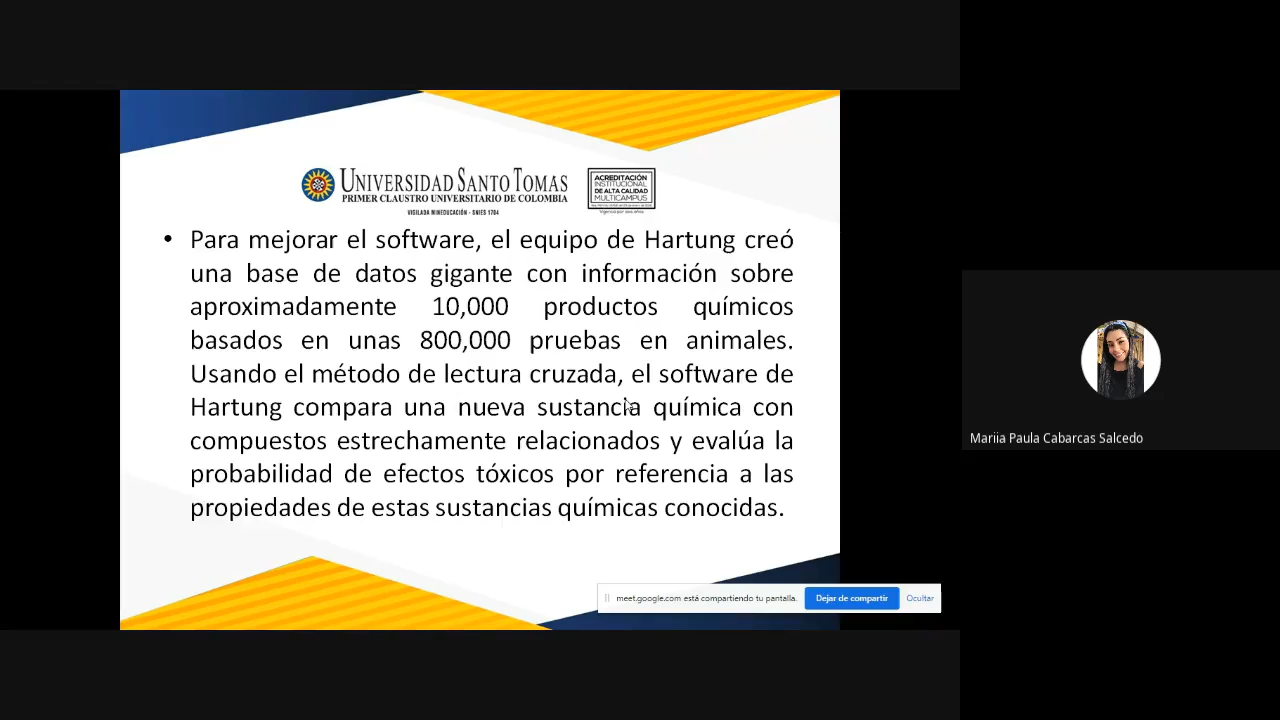 UNIVERSIDAD SANTO TOMAS
PRIMER CLAUSTRO UNIVERSITARIO DE COLOMBIA
VIGILADA MINEDUCACIÓN - SNIES 1704
ACREDITACIÓN
INSTITUCIONAL
DE ALTA CALIDAD
MULTICAMPUS
• Para mejorar el software, el equipo de Hartung creó
una base de datos gigante con información sobre
aproximadamente 10,000 productos químicos
basados en unas 800,000 pruebas en animales.
Usando el método de lectura cruzada, el software de
Hartung compara una nueva sustancia química con
compuestos estrechamente relacionados y evalúa la
probabilidad de efectos tóxicos por referencia a las
propiedades de estas sustancias químicas conocidas.
meet.google.com está compartiendo tu pantalla.
Dejar de compartir
Ocultar
Mariia Paula Cabarcas Salcedo